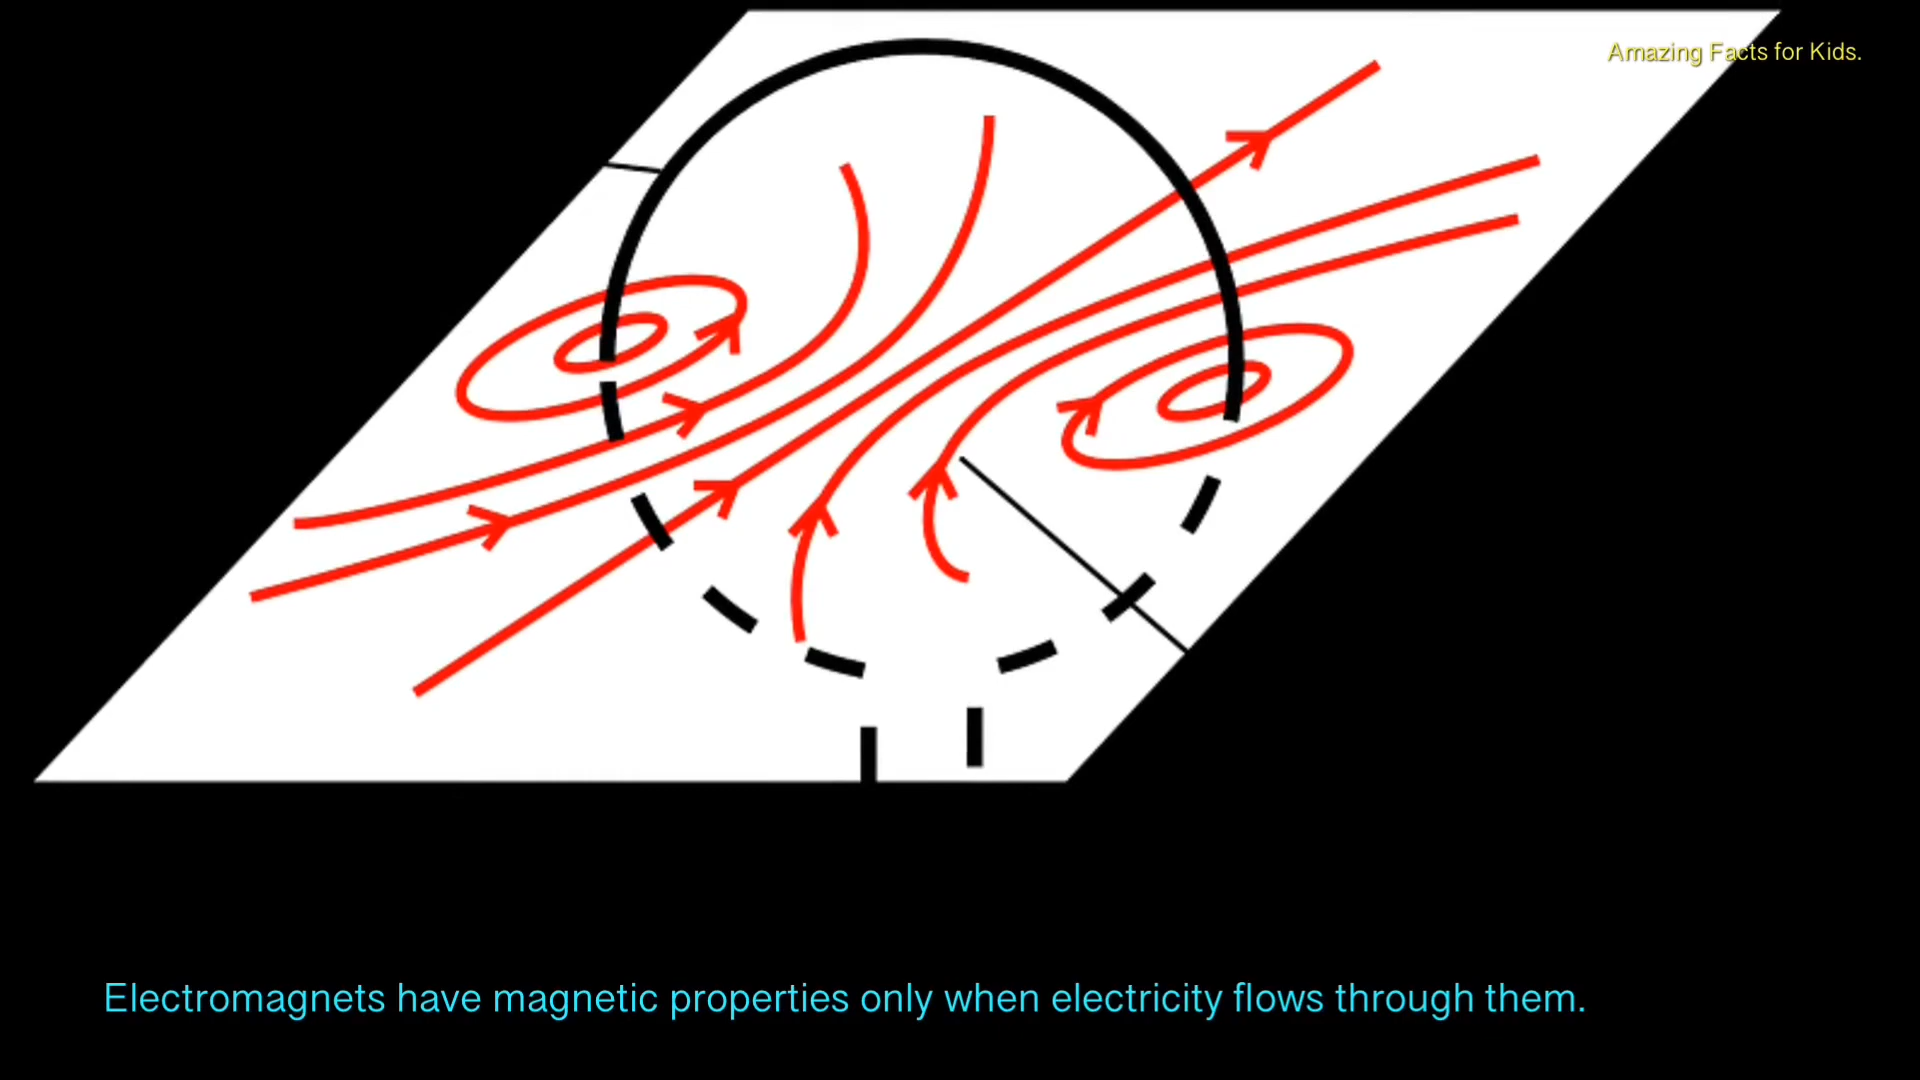 Amazing Facts for Kids.
Electromagnets have magnetic properties only when electricity flows through them.